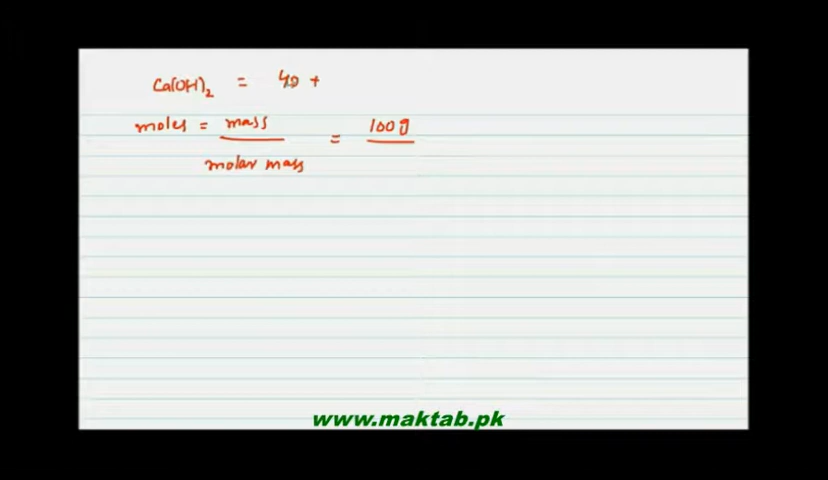 Ca(OH)2 = 40 +
moles = mass / molar mass = 100g
www.maktab.pk